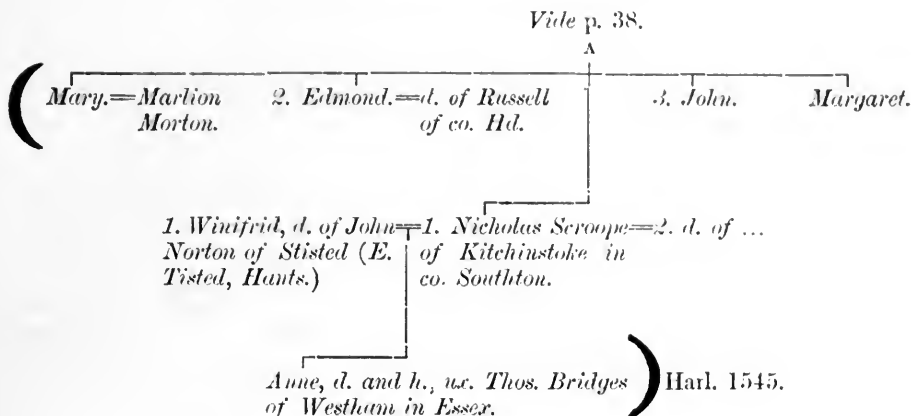 Vide p. 38.
A
( Mary.=Marlion 2. Edmond.=d. of Russell 3. John. Margaret.
Morton. of co. Hd.
1. Winifrid, d. of John=1. Nicholas Scroope=2. d. of ...
Norton of Stisted (E. of Kitchinstoke in
Tisted, Hants.) co. Southton.
Anne, d. and h., ux. Thos. Bridges ) Harl. 1545.
of Westham in Essex.